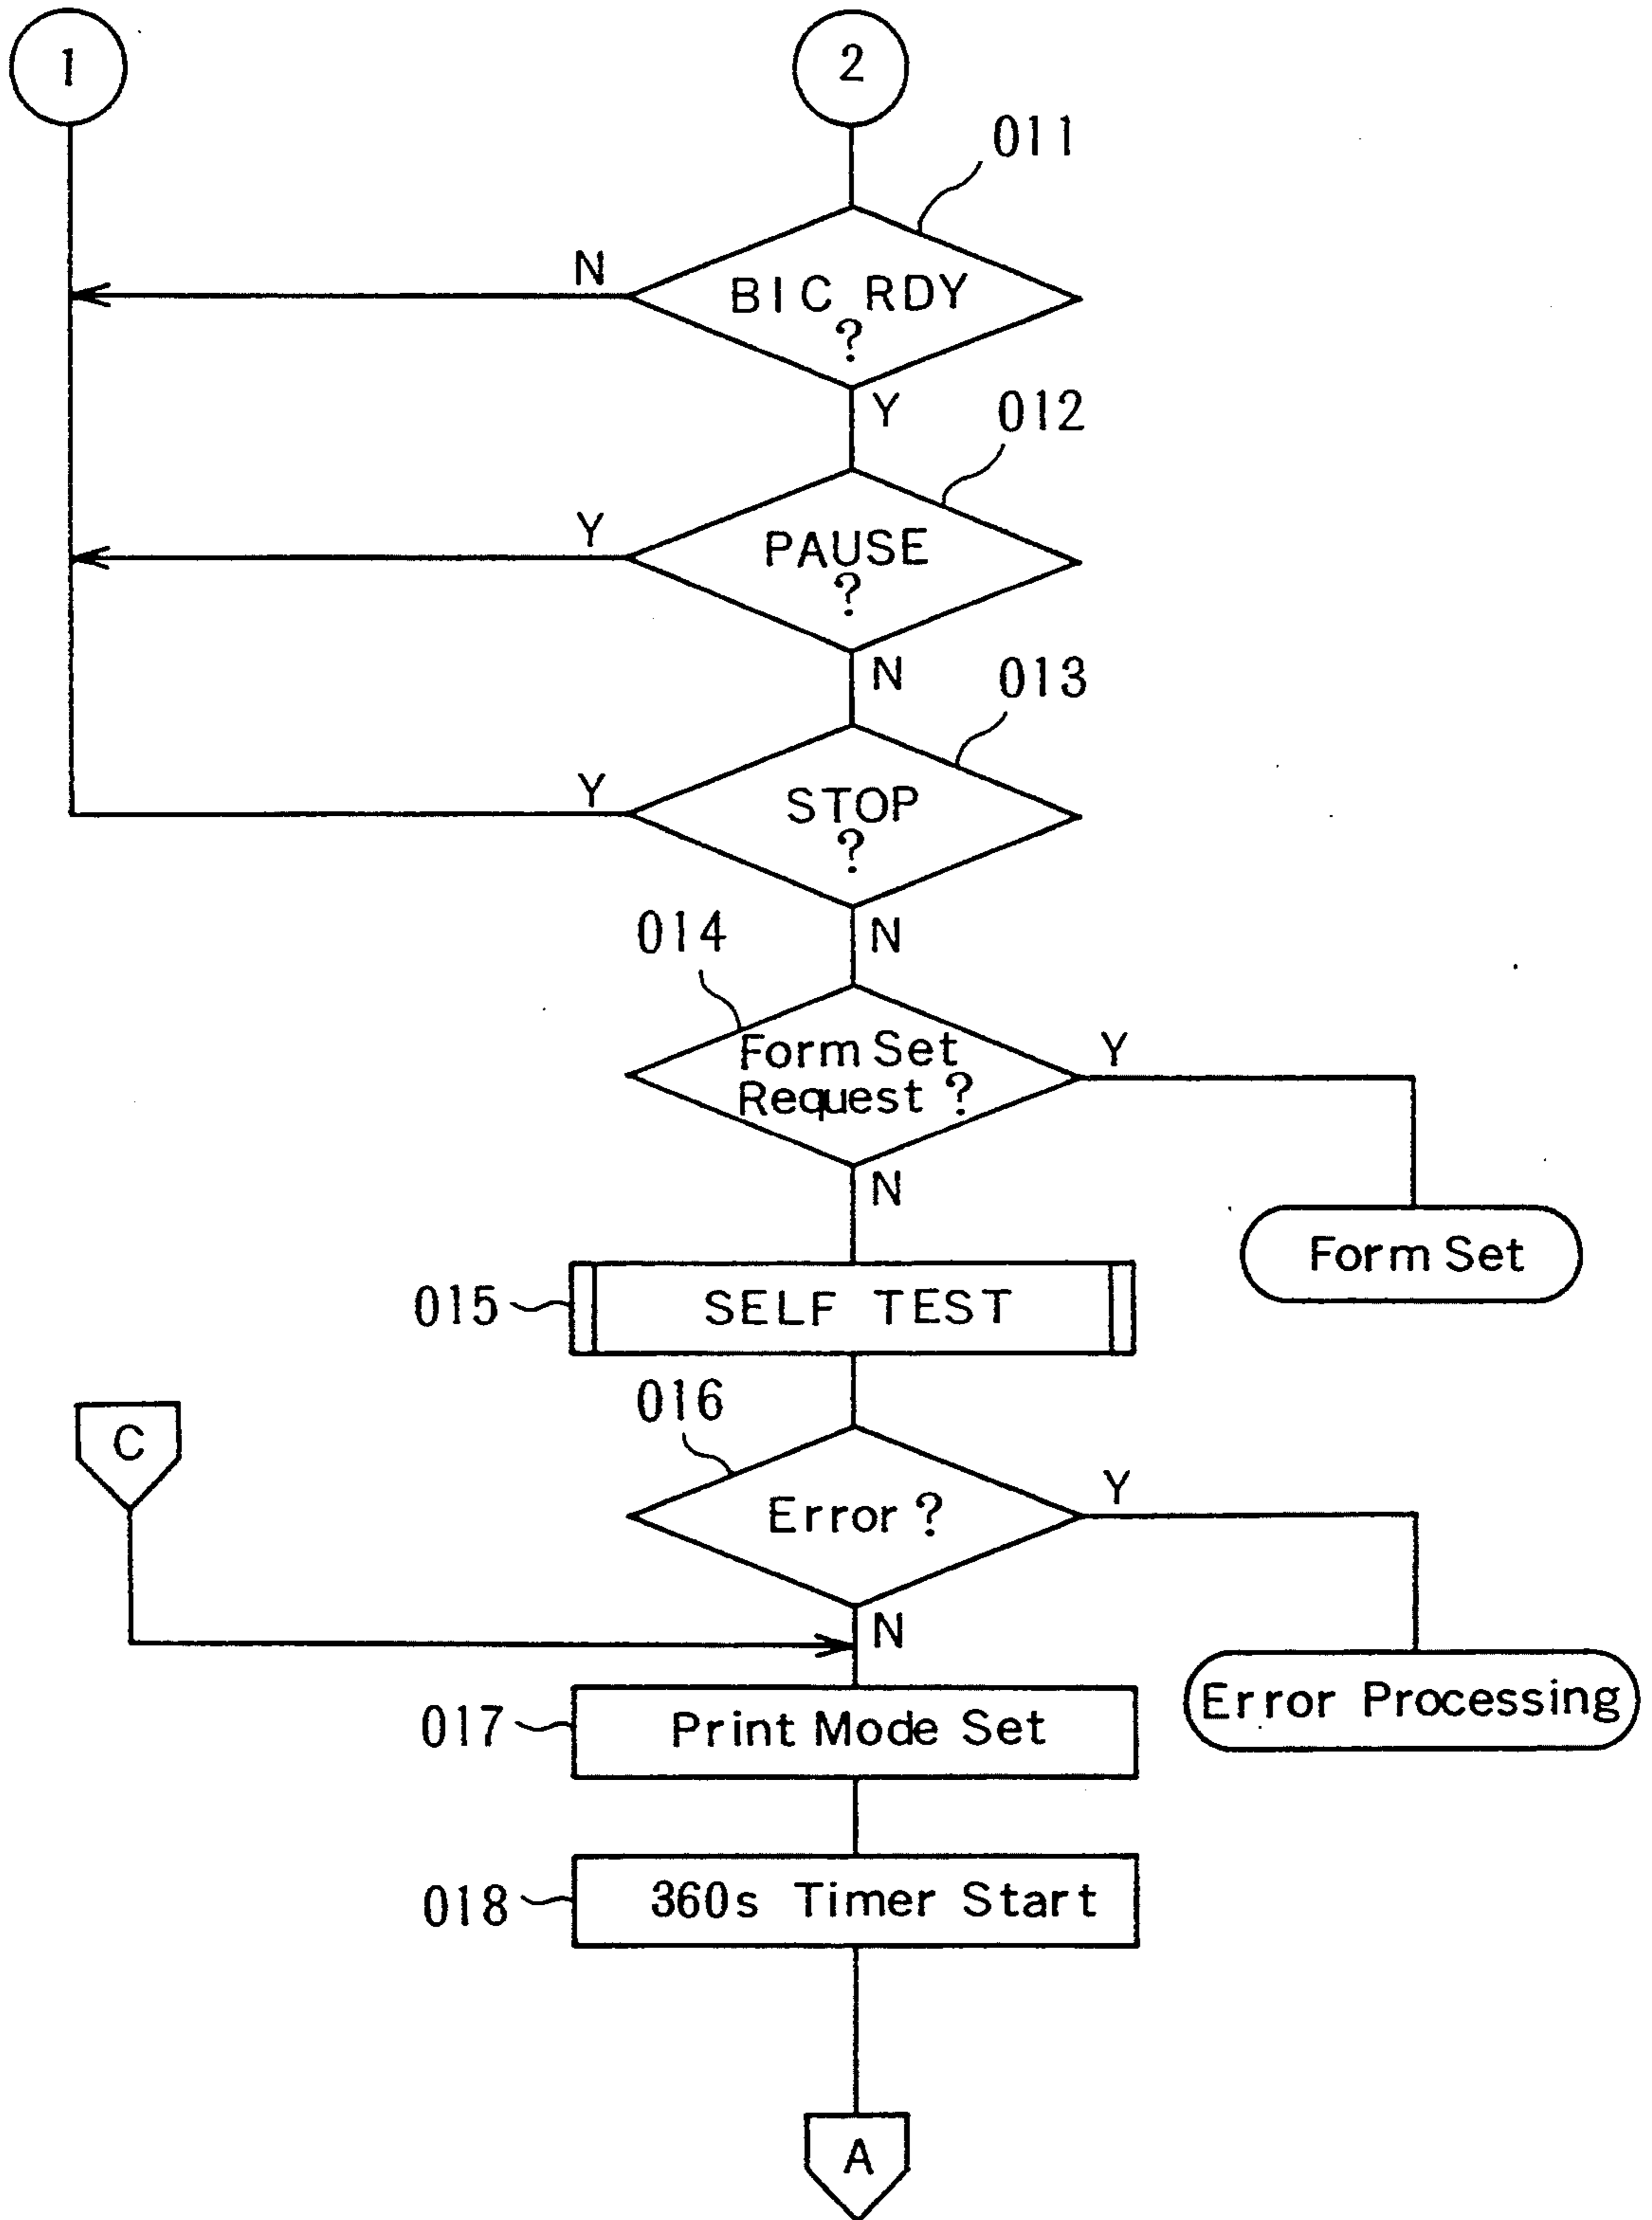 1
2
011
N
BIC RDY
?
Y
012
Y
PAUSE
?
N
013
Y
STOP
?
N
014
Form Set
Request ?
Y
N
Form Set
015
SELF TEST
016
C
Error ?
Y
N
017
Print Mode Set
Error Processing
018
360s Timer Start
A